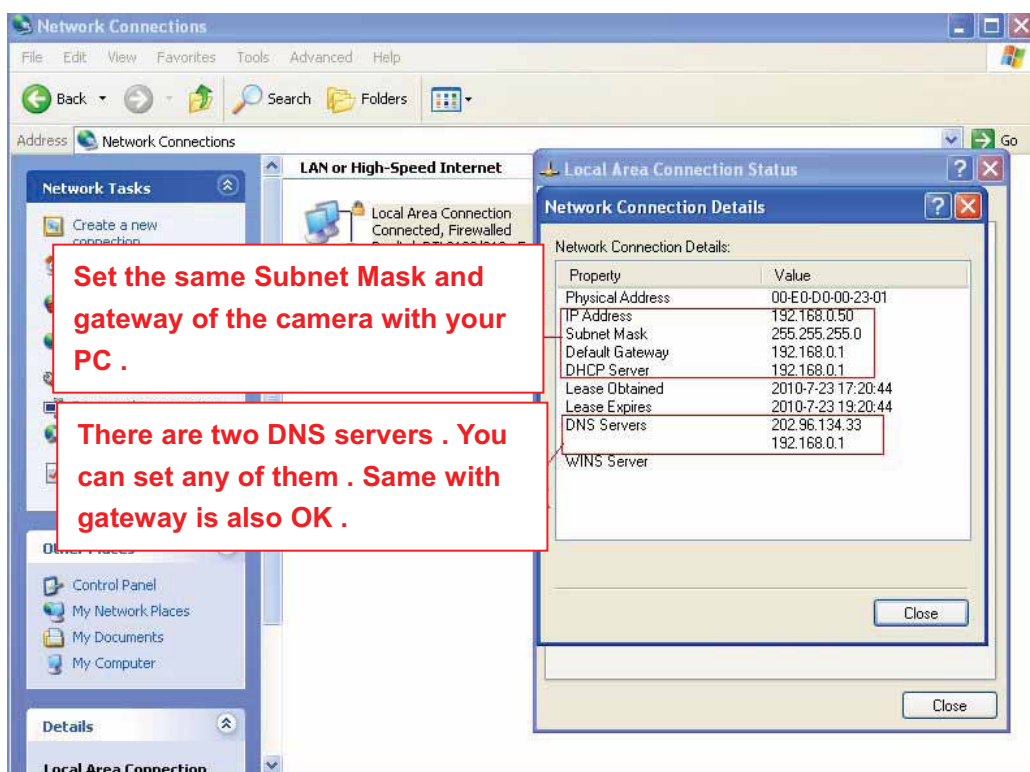 Network Connections
File Edit View Favorites Tools Advanced Help
Back Search Folders
Address Network Connections Go
Network Tasks
Create a new
connection
LAN or High-Speed Internet
Local Area Connection
Connected, Firewalled
Set the same Subnet Mask and
gateway of the camera with your
PC .
There are two DNS servers . You
can set any of them . Same with
gateway is also OK .
Other Places
Control Panel
My Network Places
My Documents
My Computer
Details
Local Area Connection
Local Area Connection Status
Network Connection Details
Network Connection Details:
Property Value
Physical Address 00-E0-D0-00-23-01
IP Address 192.168.0.50
Subnet Mask 255.255.255.0
Default Gateway 192.168.0.1
DHCP Server 192.168.0.1
Lease Obtained 2010-7-23 17:20:44
Lease Expires 2010-7-23 19:20:44
DNS Servers 202.96.134.33
192.168.0.1
WINS Server
Close
Close